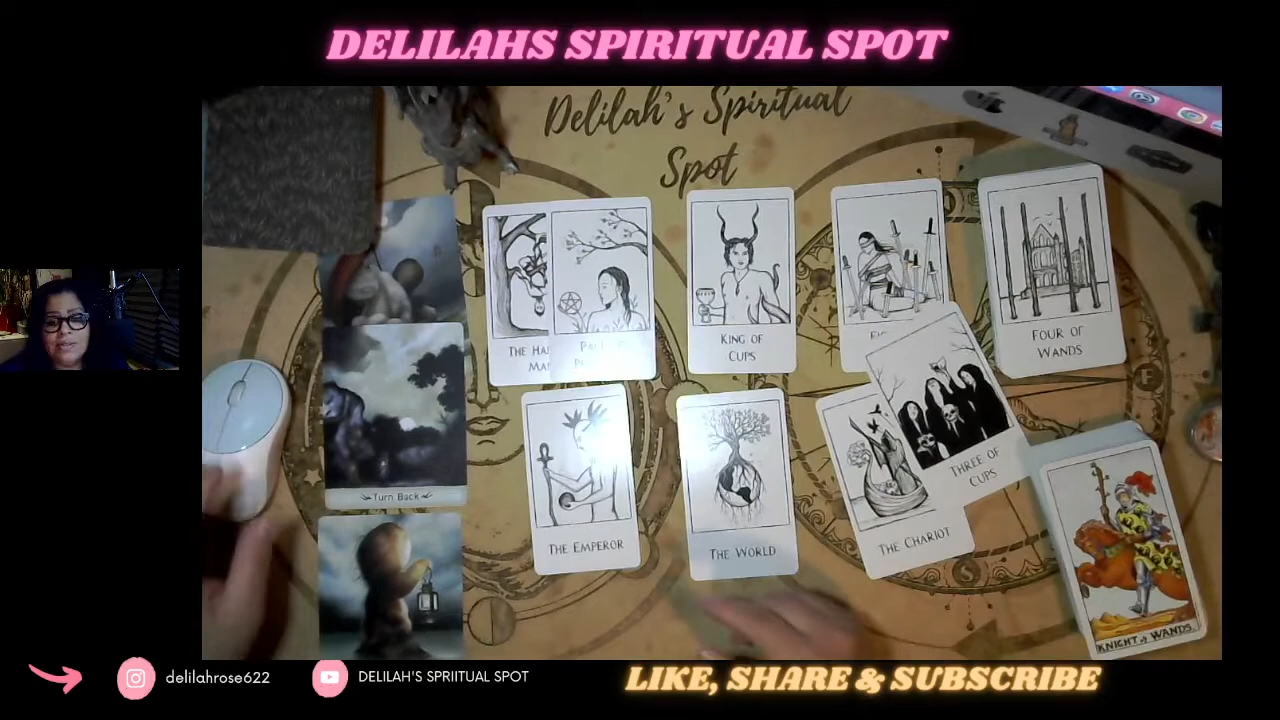 DELILAHS SPIRITUAL SPOT
Delilah's Spiritual
Spot
THE
KING OF
CUPS
FOUR OF
WANDS
Turn Back
THE EMPEROR
THE WORLD
THE CHARIOT
THREE OF
CUPS
KNIGHT of WANDS.
delilahrose622
DELILAH'S SPRIITUAL SPOT
LIKE, SHARE & SUBSCRIBE